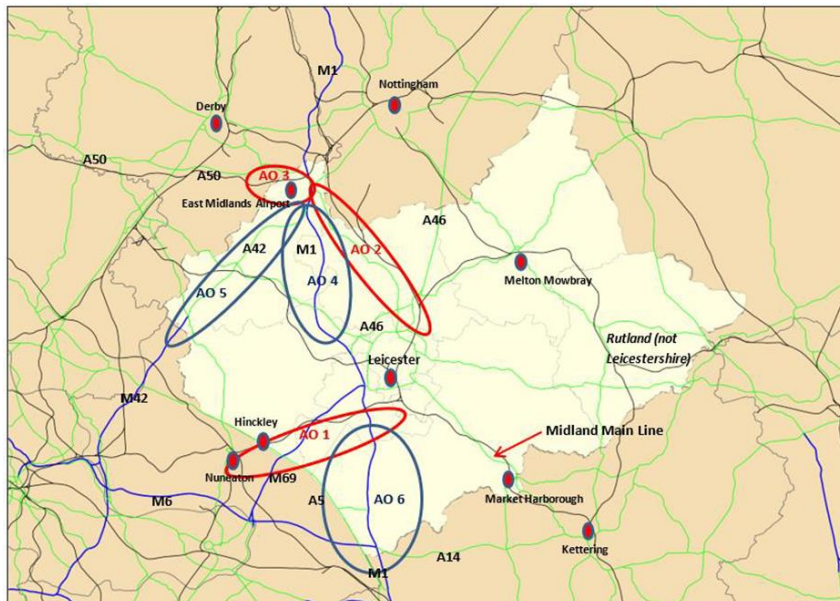 M1
Nottingham
Derby
A50
A50
AO 3
East Midlands Airport
A46
A42
M1
AO 2
Melton Mowbray
AO 5
AO 4
A46
Rutland (not
Leicestershire)
Leicester
M42
Hinckley
AO 1
Midland Main Line
Nuneaton
M69
M6
A5
AO 6
Market Harborough
Kettering
A14
M1